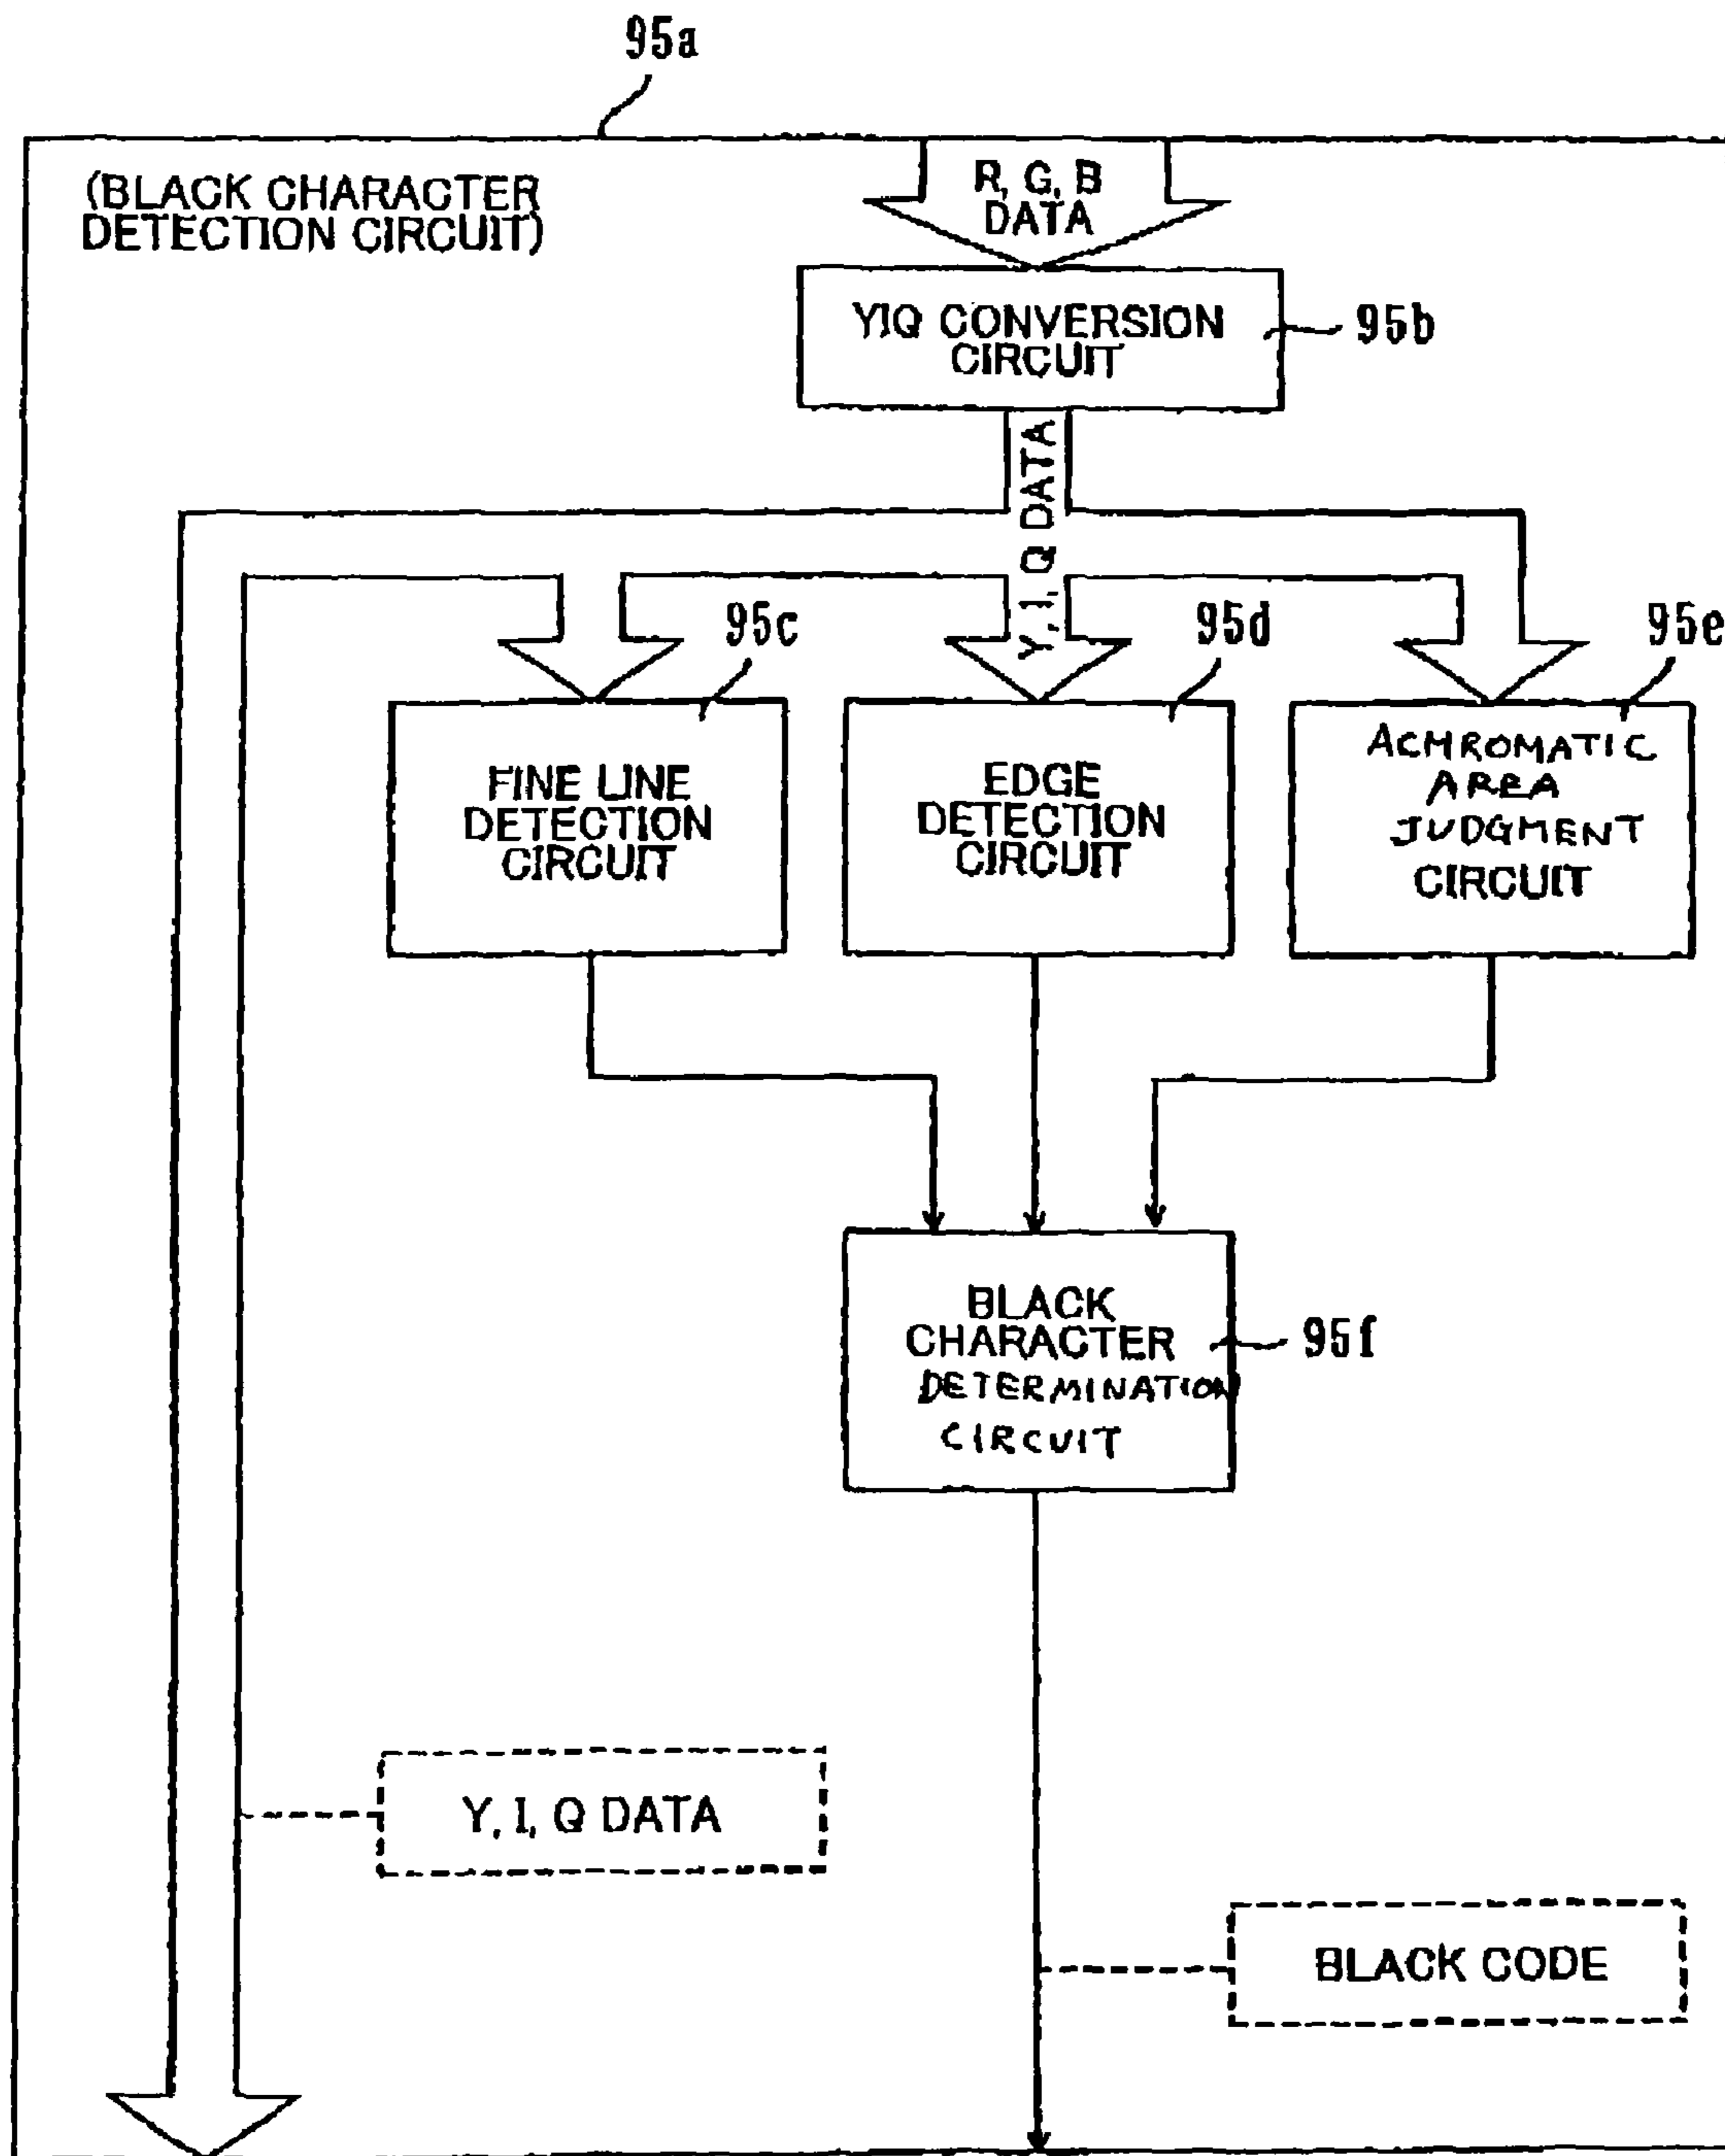 95a
(BLACK CHARACTER
DETECTION CIRCUIT)
R, G, B
DATA
YIQ CONVERSION
CIRCUIT
95b
Y, I, Q DATA
95c
95d
95e
FINE LINE
DETECTION
CIRCUIT
EDGE
DETECTION
CIRCUIT
ACHROMATIC
AREA
JUDGMENT
CIRCUIT
BLACK
CHARACTER
DETERMINATION
CIRCUIT
95f
Y, I, Q DATA
BLACK CODE